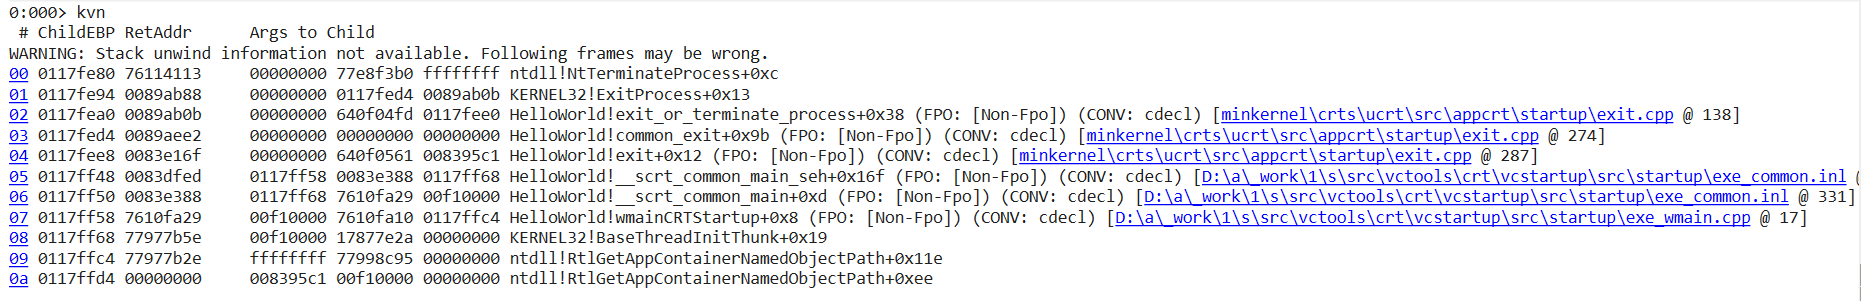 0:000> kvn
 # ChildEBP RetAddr      Args to Child
WARNING: Stack unwind information not available. Following frames may be wrong.
00 0117fe80 76114113     00000000 77e8f3b0 ffffffff ntdll!NtTerminateProcess+0xc
01 0117fe94 0089ab88     00000000 0117fed4 0089ab0b KERNEL32!ExitProcess+0x13
02 0117fea0 0089ab0b     00000000 640f04fd 0117fee0 HelloWorld!exit_or_terminate_process+0x38 (FPO: [Non-Fpo]) (CONV: cdecl) [minkernel\crts\ucrt\src\appcrt\startup\exit.cpp @ 138]
03 0117fed4 0089aee2     00000000 00000000 00000000 HelloWorld!common_exit+0x9b (FPO: [Non-Fpo]) (CONV: cdecl) [minkernel\crts\ucrt\src\appcrt\startup\exit.cpp @ 274]
04 0117fee8 0083e16f     00000000 640f0561 008395c1 HelloWorld!exit+0x12 (FPO: [Non-Fpo]) (CONV: cdecl) [minkernel\crts\ucrt\src\appcrt\startup\exit.cpp @ 287]
05 0117ff48 0083dfed     0117ff58 0083e388 0117ff68 HelloWorld!__scrt_common_main_seh+0x16f (FPO: [Non-Fpo]) (CONV: cdecl) [D:\a\_work\1\s\src\vctools\crt\vcstartup\src\startup\exe_common.inl (
06 0117ff50 0083e388     0117ff68 7610fa29 00f10000 HelloWorld!__scrt_common_main+0xd (FPO: [Non-Fpo]) (CONV: cdecl) [D:\a\_work\1\s\src\vctools\crt\vcstartup\src\startup\exe_common.inl @ 331]
07 0117ff58 7610fa29     00f10000 7610fa10 0117ffc4 HelloWorld!wmainCRTStartup+0x8 (FPO: [Non-Fpo]) (CONV: cdecl) [D:\a\_work\1\s\src\vctools\crt\vcstartup\src\startup\exe_wmain.cpp @ 17]
08 0117ff68 77977b5e     00f10000 17877e2a 00000000 KERNEL32!BaseThreadInitThunk+0x19
09 0117ffc4 77977b2e     ffffffff 77998c95 00000000 ntdll!RtlGetAppContainerNamedObjectPath+0x11e
0a 0117ffd4 00000000     008395c1 00f10000 00000000 ntdll!RtlGetAppContainerNamedObjectPath+0xee